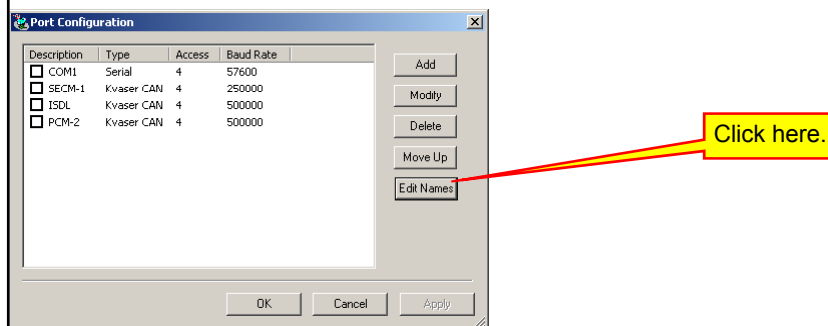 Port Configuration
Description Type Access Baud Rate
COM1 Serial 4 57600
SECM-1 Kvaser CAN 4 250000
ISDL Kvaser CAN 4 500000
PCM-2 Kvaser CAN 4 500000
Add
Modify
Delete
Move Up
Edit Names
Click here.
OK Cancel Apply